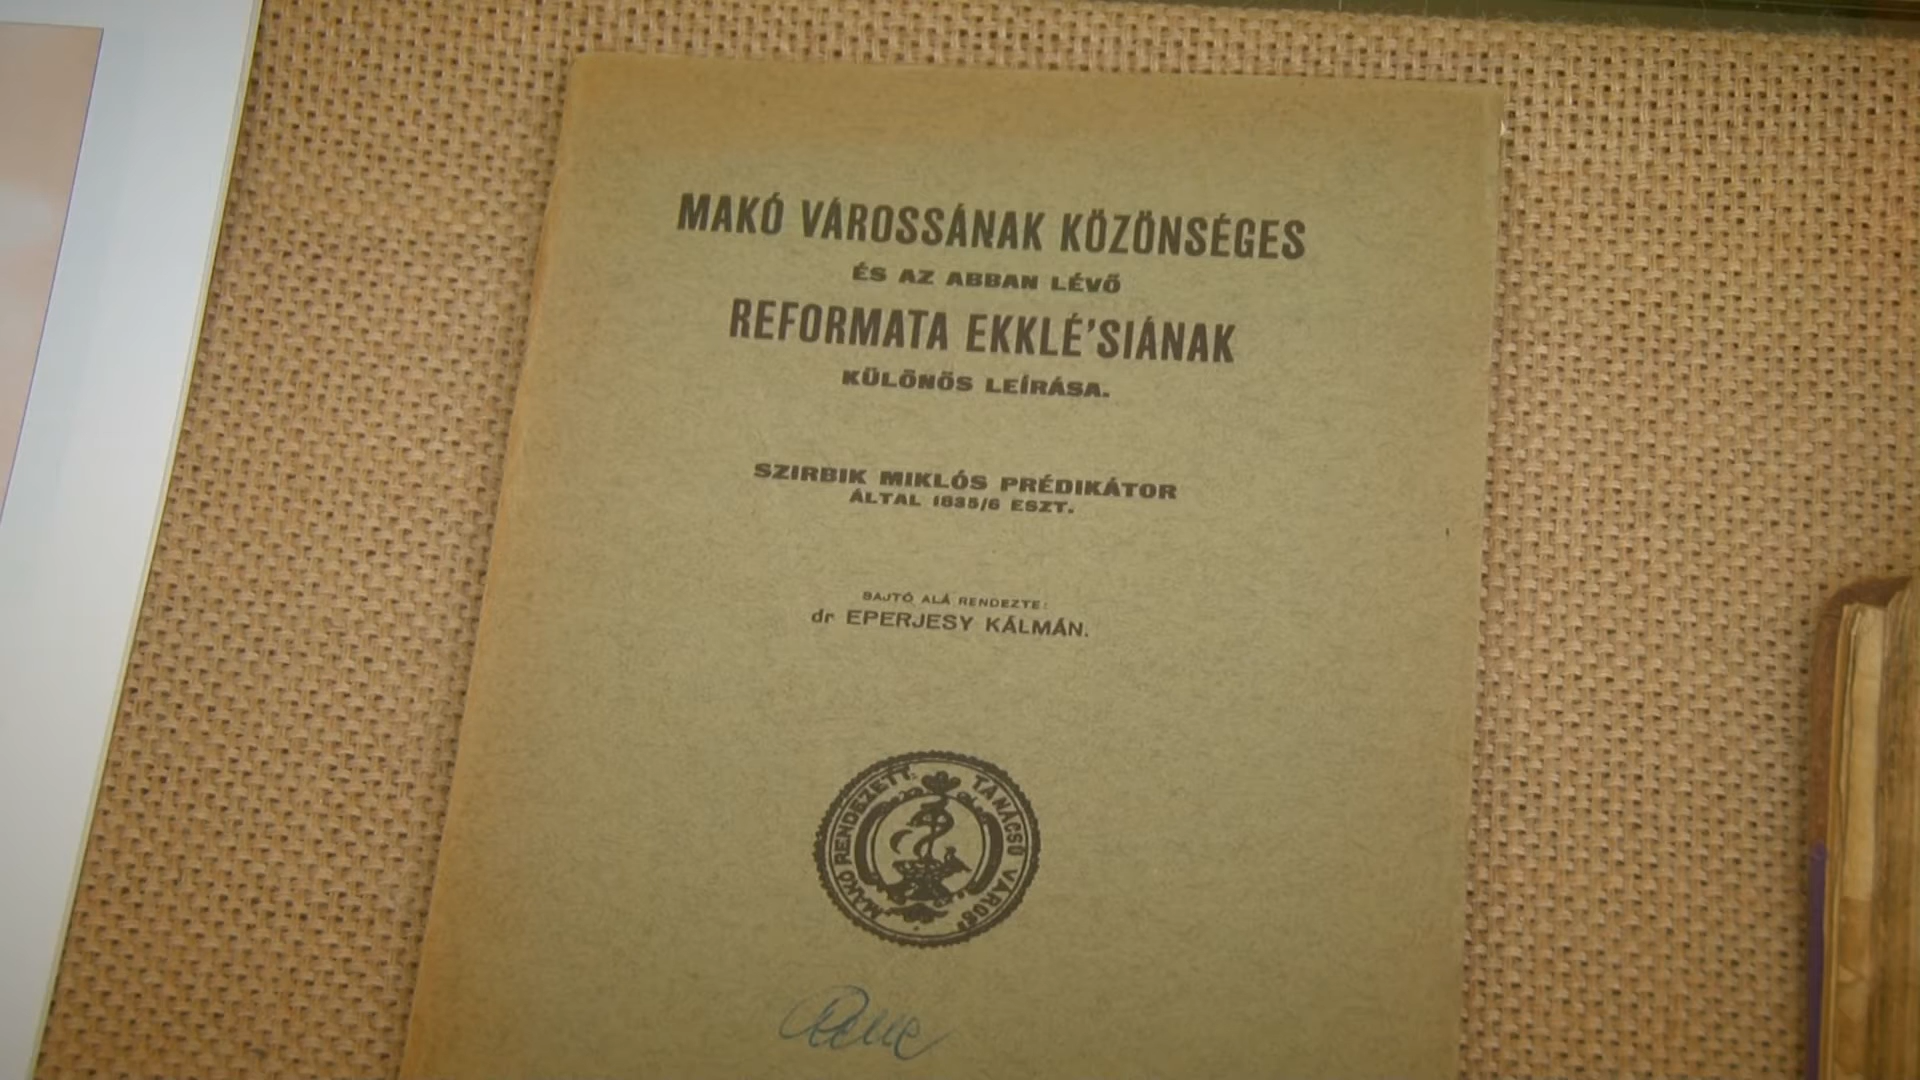 MAKÓ VÁROSSÁNAK KÖZÖNSÉGES
ÉS AZ ABBAN LÉVŐ
REFORMATA EKKLÉ'SIÁNAK
KÜLÖNÖS LEÍRÁSA.
SZIRBIK MIKLÓS PRÉDIKÁTOR
ÁLTAL 1835/6 ESZT.
SAJTÓ ALÁ RENDEZTE:
dr EPERJESY KÁLMÁN.
MAKÓ RENDEZETT TANÁCSÚ VÁROS